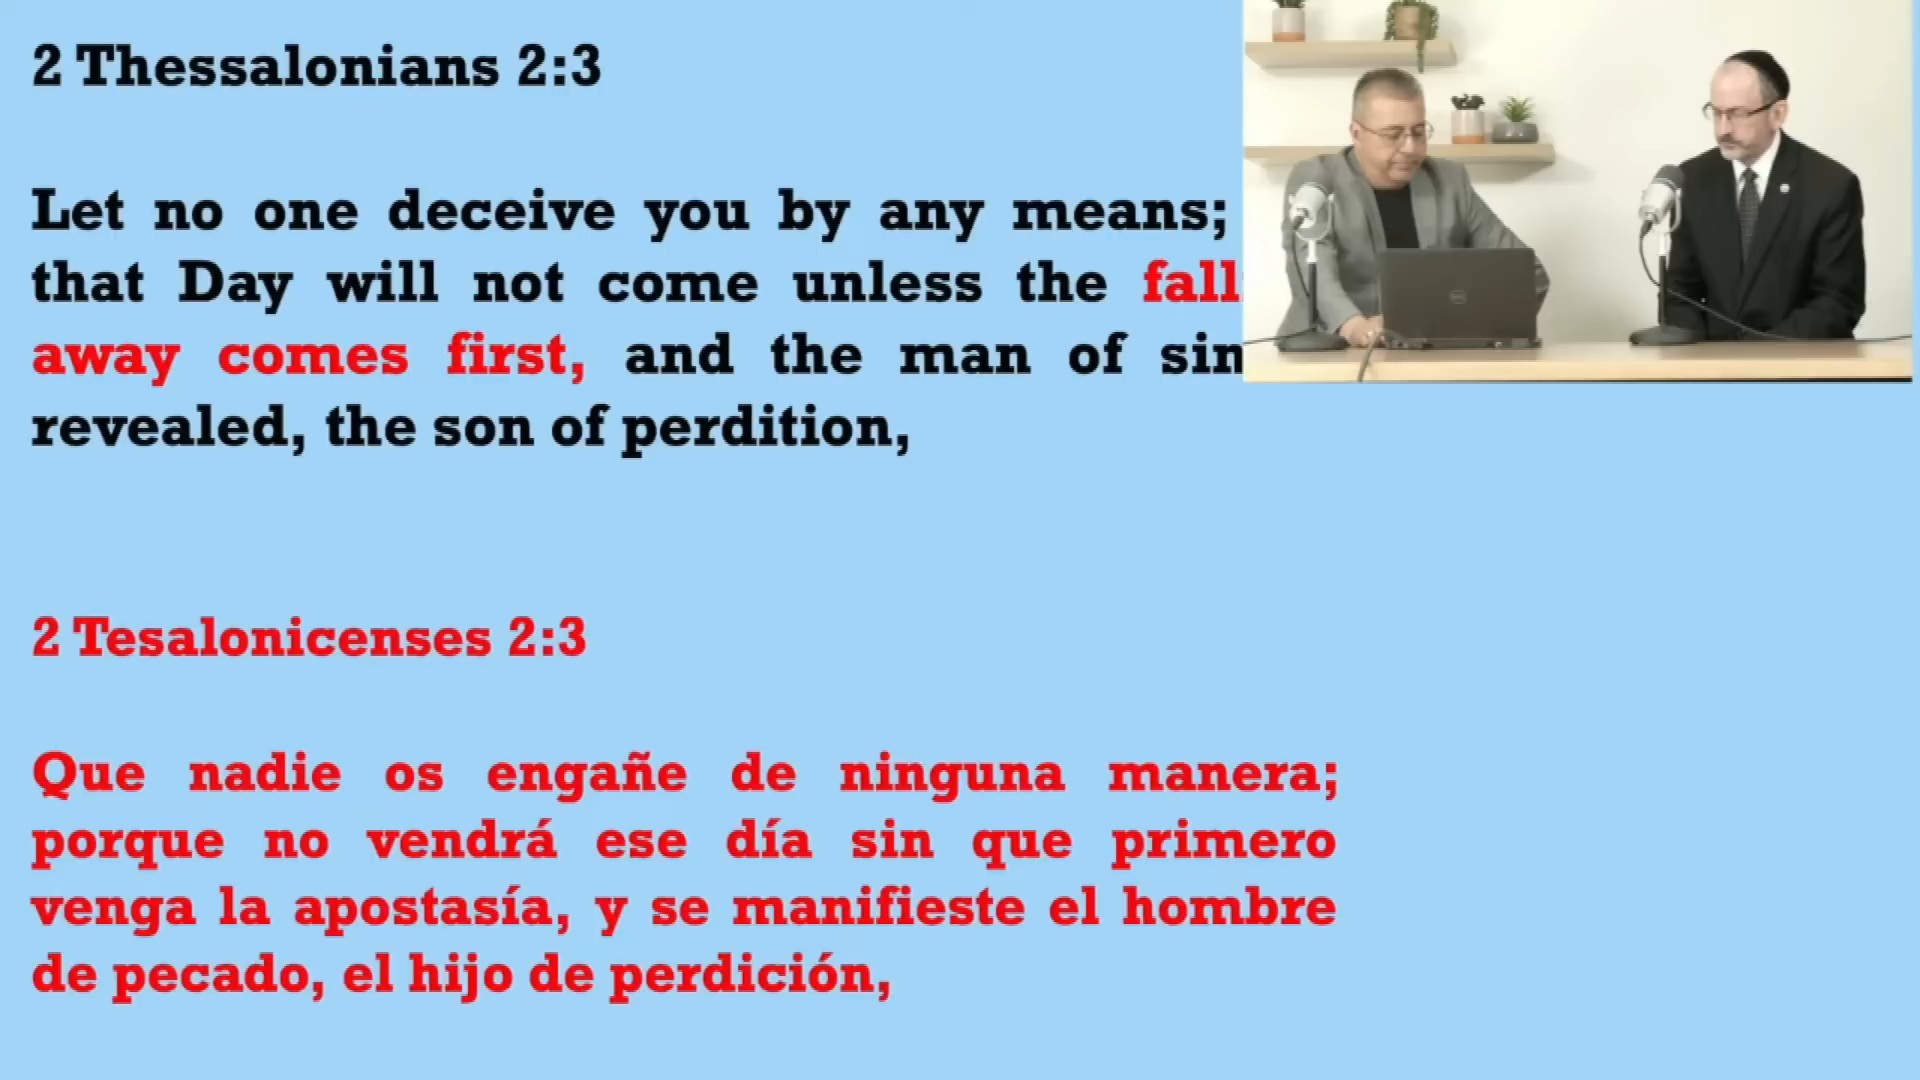 2 Thessalonians 2:3
Let no one deceive you by any means;
that Day will not come unless the
away comes first, and the man of sin
revealed, the son of perdition,
2 Tesalonicenses 2:3
Que nadie os engañe de ninguna manera;
porque no vendrá ese día sin que primero
venga la apostasía, y se manifieste el hombre
de pecado, el hijo de perdición,